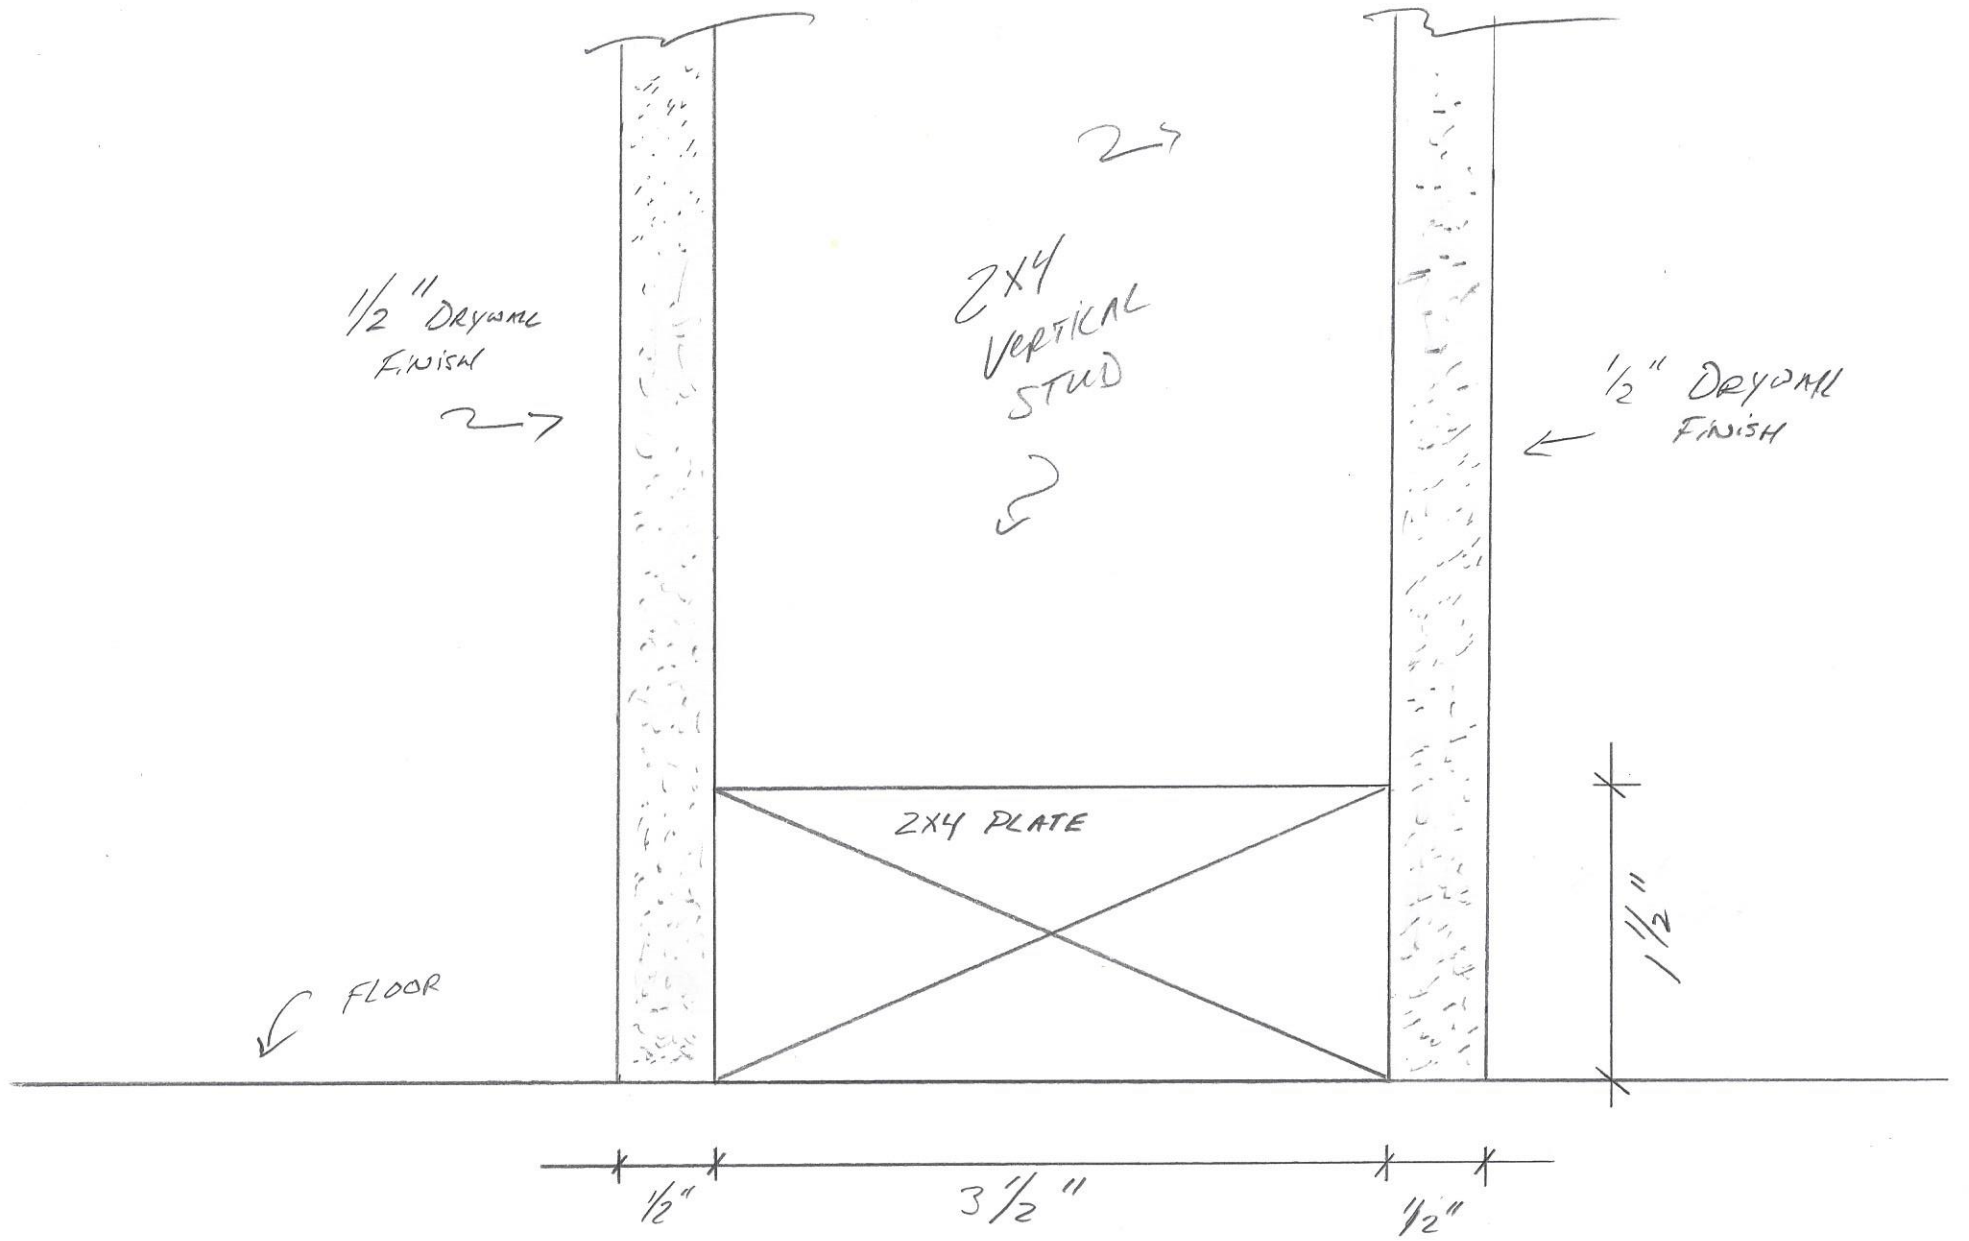 2X4
VERTICAL
STUD
1/2" DRYWALL
FINISH
1/2" DRYWALL
FINISH
2X4 PLATE
1 1/2"
FLOOR
1/2"
3 1/2"
1/2"